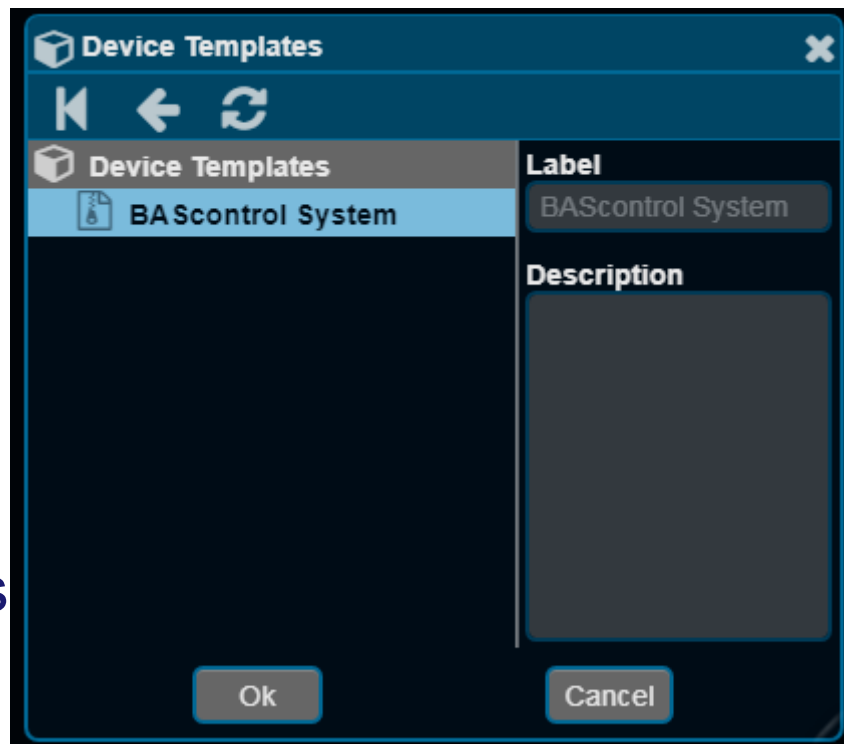 Device Templates
Device Templates
BAScontrol System
Label
BAScontrol System
Description
s
Ok
Cancel